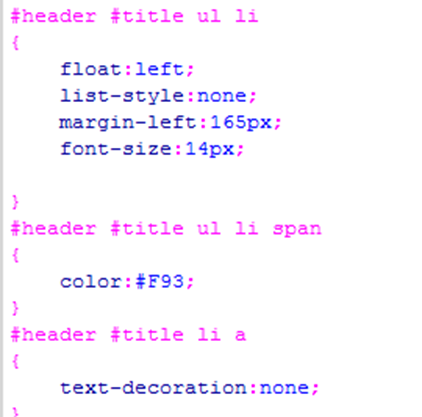 #header #title ul li
{
float:left;
list-style:none;
margin-left:165px;
font-size:14px;
}
#header #title ul li span
{
color:#F93;
}
#header #title li a
{
text-decoration:none;
}